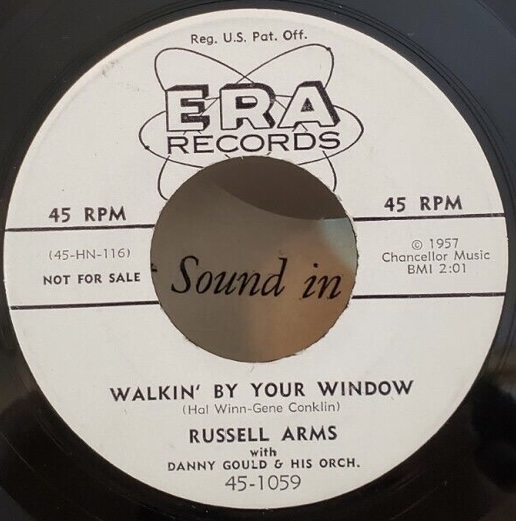 Reg. U.S. Pat. Off.
ERA
RECORDS
45 RPM
45 RPM
(45-HN-116)
NOT FOR SALE
© 1957
Chancellor Music
BMI 2:01
Sound in
WALKIN' BY YOUR WINDOW
(Hal Winn-Gene Conklin)
RUSSELL ARMS
with
DANNY GOULD & HIS ORCH.
45-1059